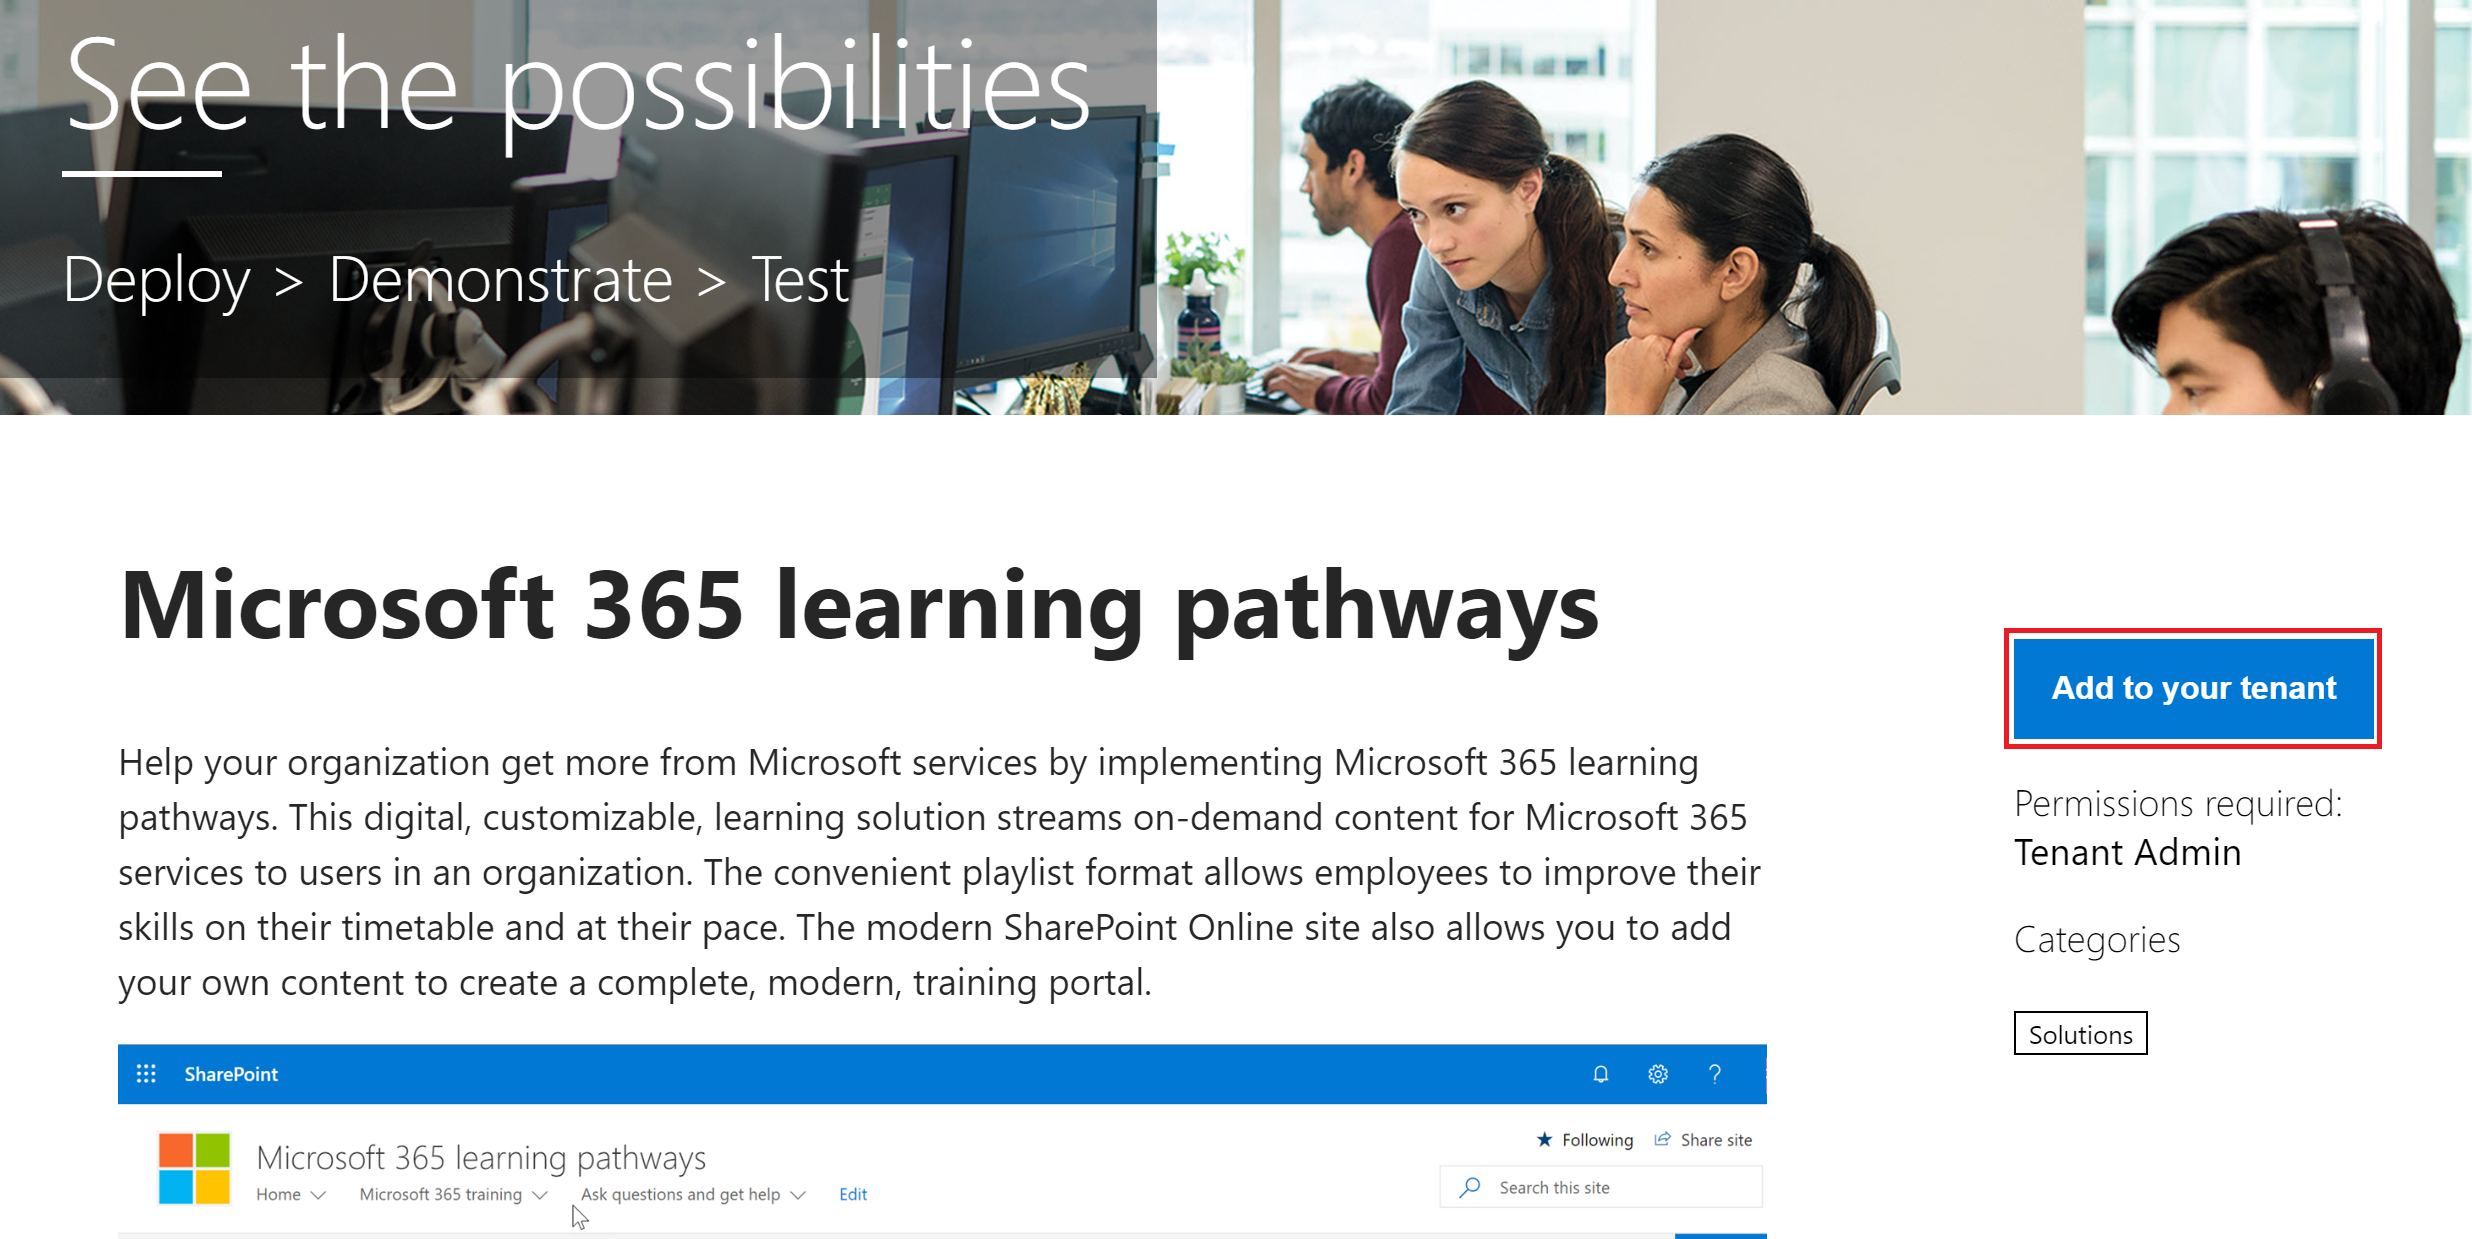 See the possibilities
Deploy > Demonstrate > Test
Microsoft 365 learning pathways
Add to your tenant
Help your organization get more from Microsoft services by implementing Microsoft 365 learning
pathways. This digital, customizable, learning solution streams on-demand content for Microsoft 365
services to users in an organization. The convenient playlist format allows employees to improve their
skills on their timetable and at their pace. The modern SharePoint Online site also allows you to add
your own content to create a complete, modern, training portal.
Permissions required:
Tenant Admin
Categories
Solutions
SharePoint
?
Microsoft 365 learning pathways
Following Share site
Home Microsoft 365 training Ask questions and get help Edit
Search this site